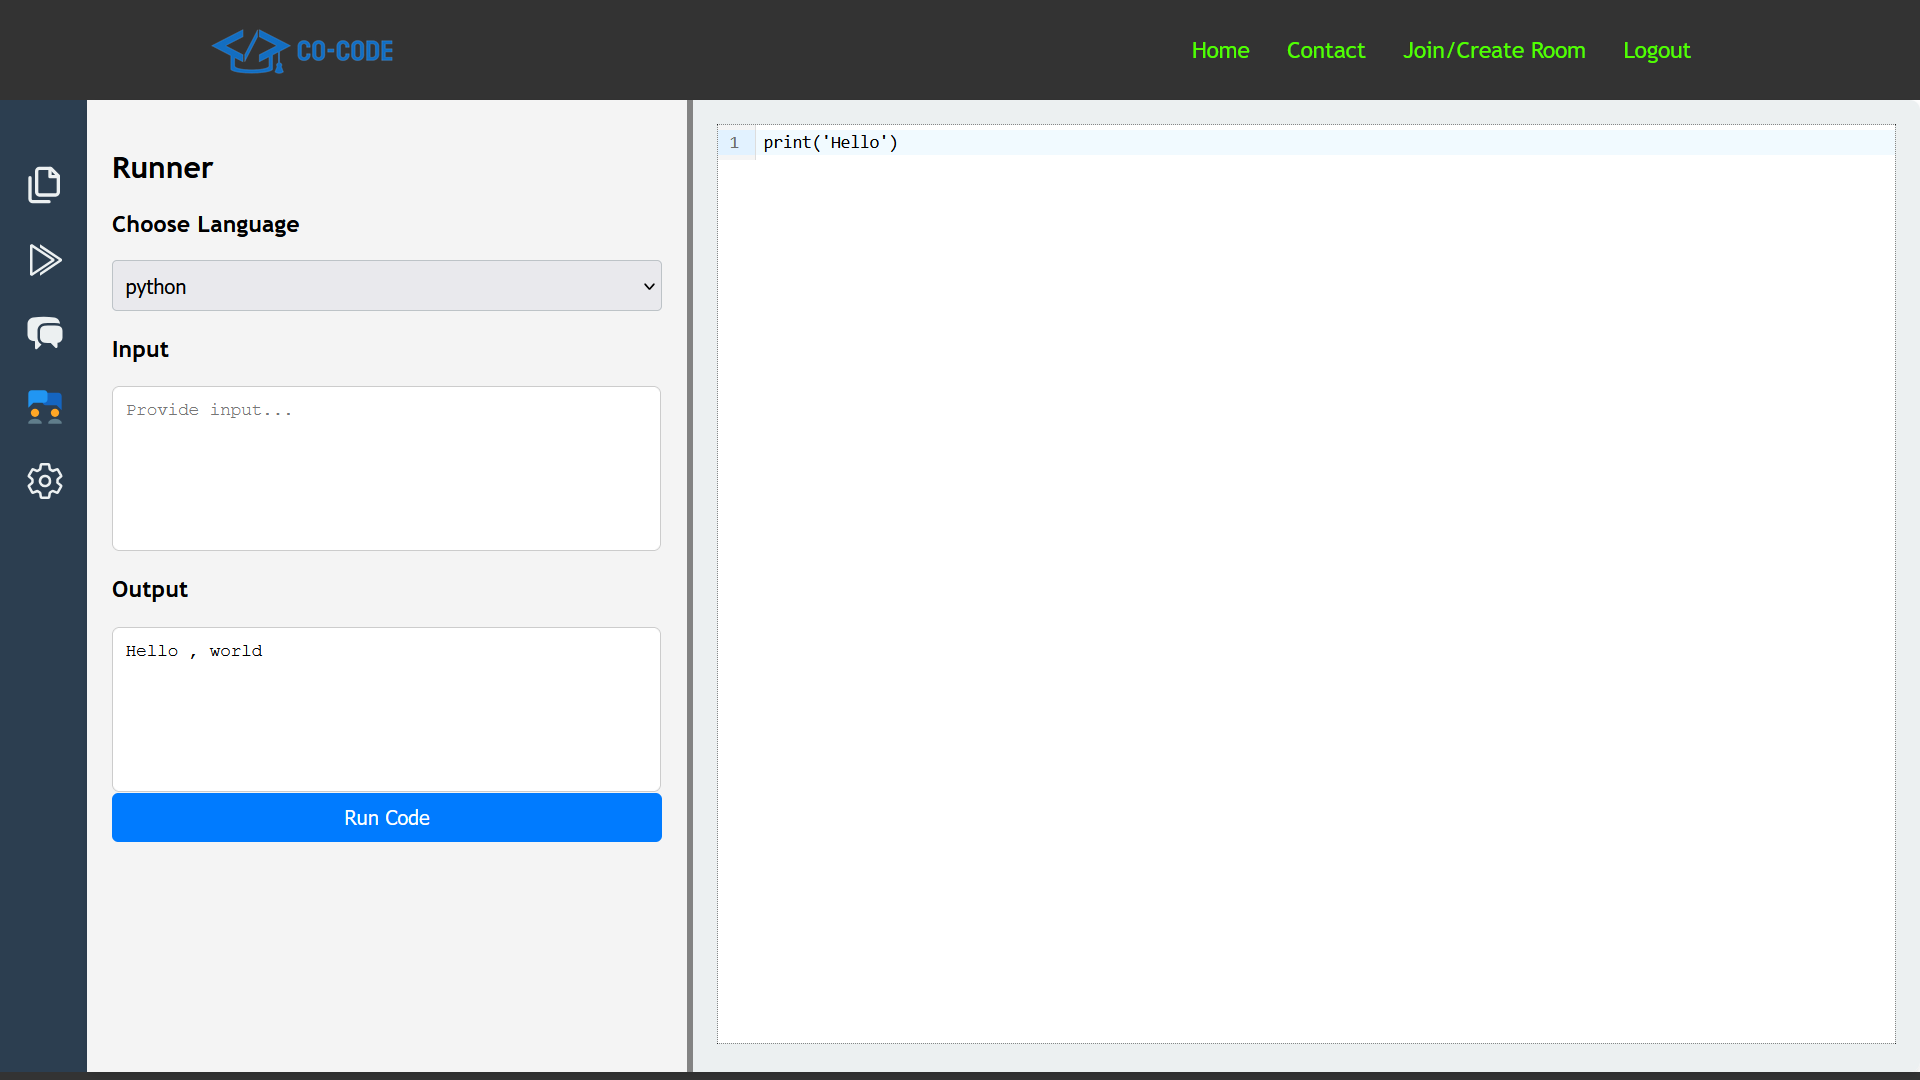 CO-CODE
Home Contact Join/Create Room Logout
Runner
Choose Language
python
Input
Provide input...
Output
Hello , world
Run Code
1 print('Hello')